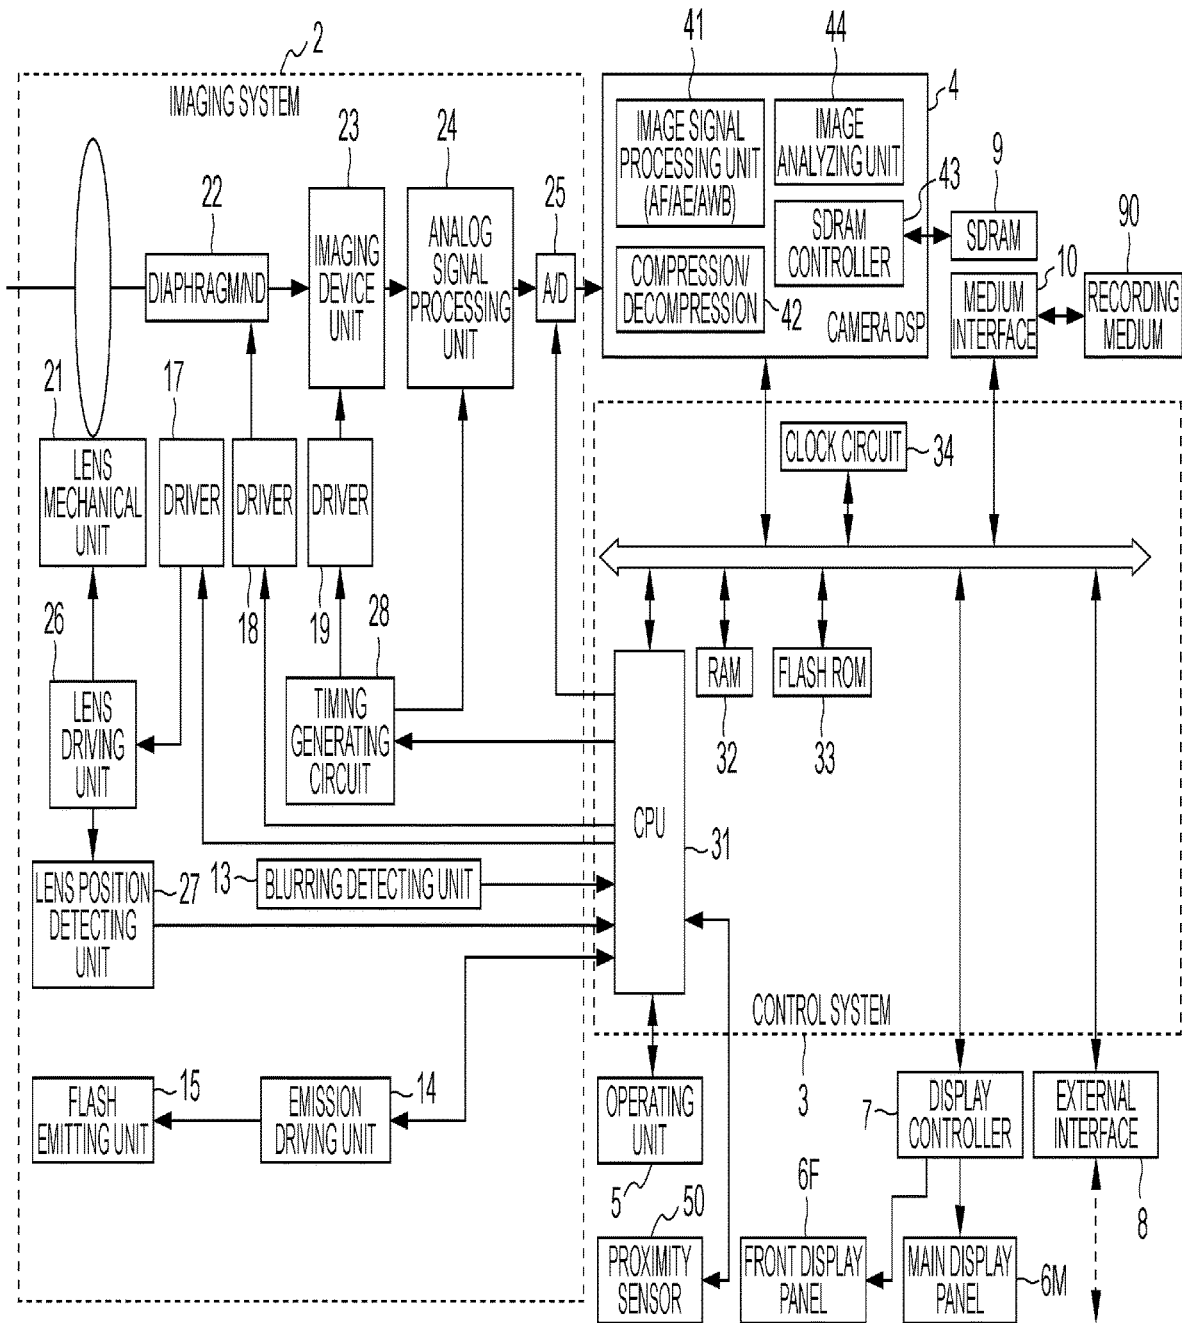 2
IMAGING SYSTEM
41
44
4
IMAGE SIGNAL
PROCESSING UNIT
(AF/AE/AWB)
IMAGE
ANALYZING UNIT
43
SDRAM
CONTROLLER
COMPRESSION/
DECOMPRESSION
42
CAMERA DSP
9
SDRAM
10
MEDIUM
INTERFACE
90
RECORDING
MEDIUM
22
DIAPHRAGM/ND
23
IMAGING
DEVICE
UNIT
24
ANALOG
SIGNAL
PROCESSING
UNIT
25
A/D
21
LENS
MECHANICAL
UNIT
17
DRIVER
DRIVER
18
DRIVER
19
CLOCK CIRCUIT
34
26
LENS
DRIVING
UNIT
28
TIMING
GENERATING
CIRCUIT
RAM
32
FLASH ROM
33
CPU
31
13
BLURRING DETECTING UNIT
LENS POSITION
DETECTING
UNIT
27
CONTROL SYSTEM
3
15
FLASH
EMITTING UNIT
14
EMISSION
DRIVING UNIT
OPERATING
UNIT
5
7
DISPLAY
CONTROLLER
EXTERNAL
INTERFACE
8
50
PROXIMITY
SENSOR
6F
FRONT DISPLAY
PANEL
MAIN DISPLAY
PANEL
6M